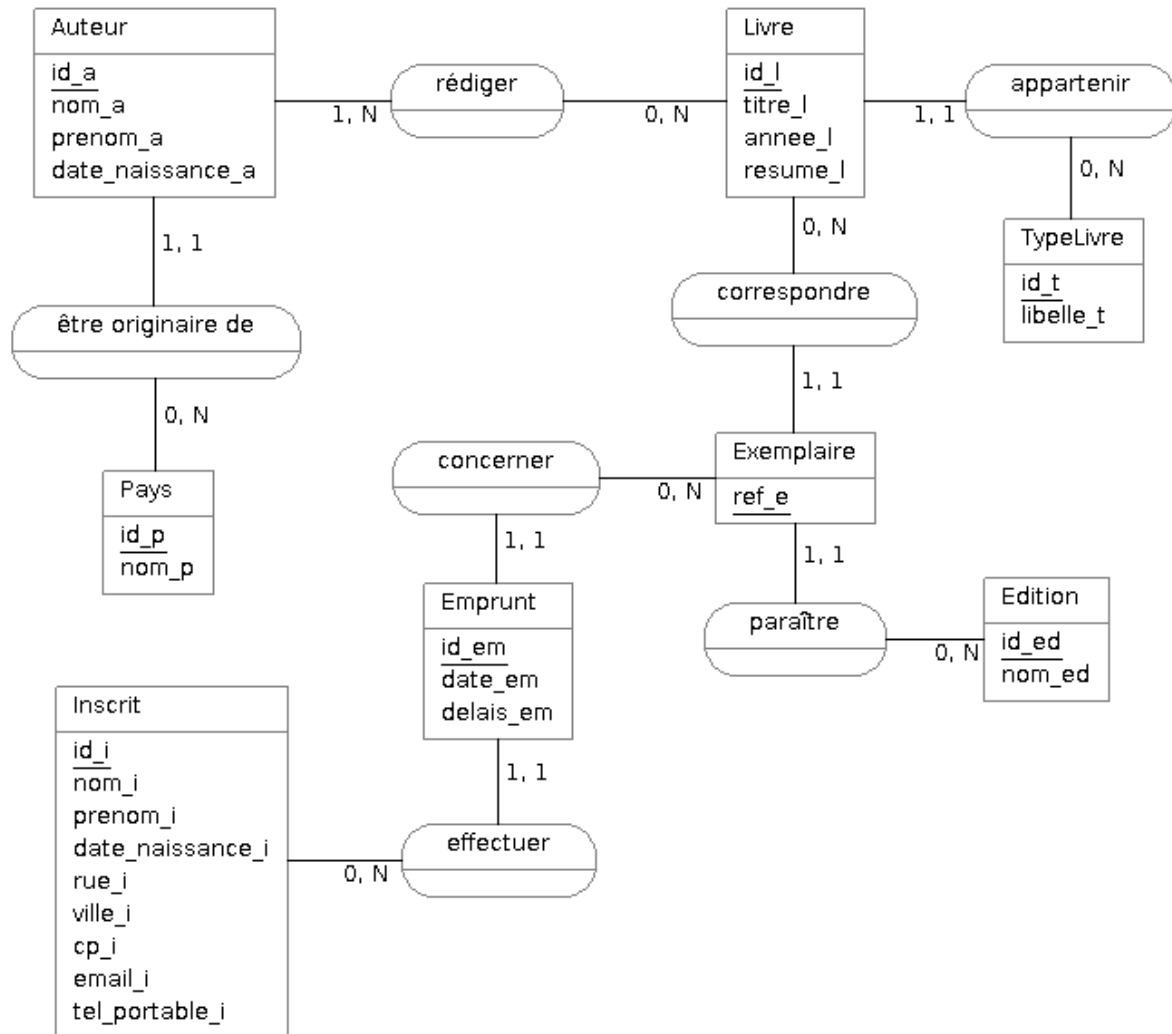 Auteur
id_a
nom_a
prenom_a
date_naissance_a
1, N
rédiger
0, N
Livre
id_l
titre_l
annee_l
resume_l
1, 1
appartenir
0, N
TypeLivre
id_t
libelle_t
1, 1
être originaire de
0, N
Pays
id_p
nom_p
0, N
correspondre
1, 1
Exemplaire
ref_e
0, N
concerner
1, 1
Emprunt
id_em
date_em
delais_em
1, 1
paraître
0, N
Edition
id_ed
nom_ed
1, 1
effectuer
0, N
Inscrit
id_i
nom_i
prenom_i
date_naissance_i
rue_i
ville_i
cp_i
email_i
tel_portable_i